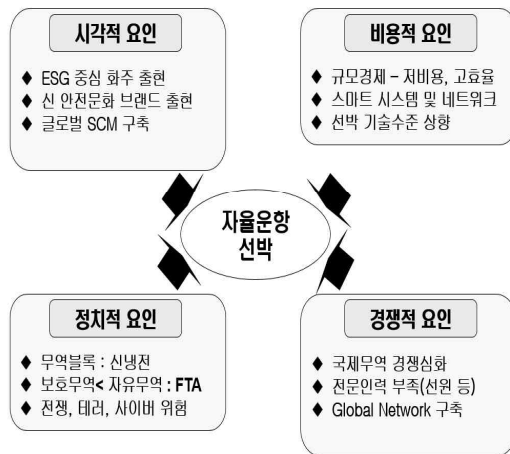 시각적 요인
◆ ESG 중심 화주 출현
◆ 신 안전문화 브랜드 출현
◆ 글로벌 SCM 구축
비용적 요인
◆ 규모경제 – 저비용, 고효율
◆ 스마트 시스템 및 네트워크
◆ 선박 기술수준 상향
자율운항
선박
정치적 요인
◆ 무역블록 : 신냉전
◆ 보호무역< 자유무역 : FTA
◆ 전쟁, 테러, 사이버 위험
경쟁적 요인
◆ 국제무역 경쟁심화
◆ 전문인력 부족(선원 등)
◆ Global Network 구축